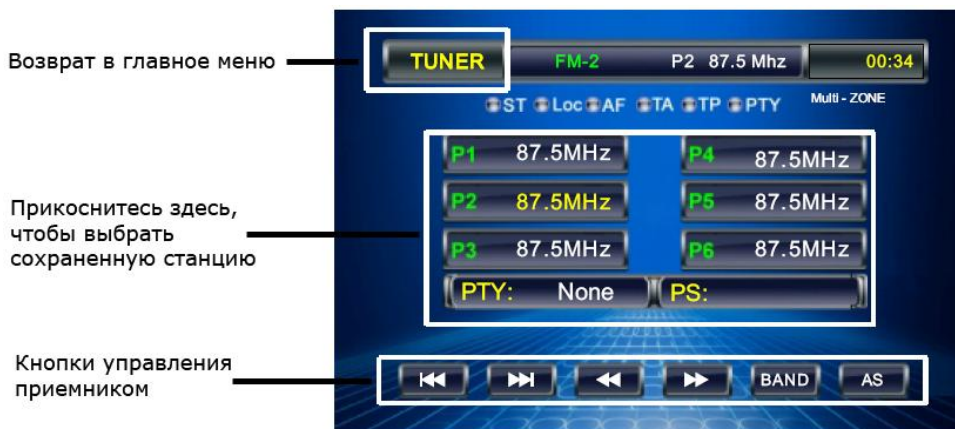 Возврат в главное меню
TUNER FM-2 P2 87.5 Mhz 00:34
ST Loc AF TA TP PTY Multi - ZONE
P1 87.5MHz P4 87.5MHz
P2 87.5MHz P5 87.5MHz
P3 87.5MHz P6 87.5MHz
PTY: None PS:
Прикоснитесь здесь,
чтобы выбрать
сохраненную станцию
Кнопки управления
приемником
BAND AS